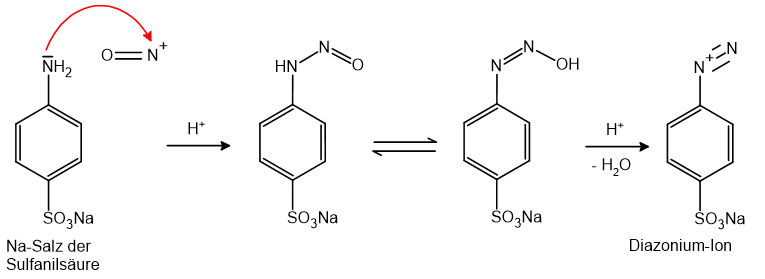 NH₂
O
N⁺
SO₃Na
Na-Salz der
Sulfanilsäure
H⁺
HN
N
O
SO₃Na
N
N
OH
SO₃Na
H⁺
- H₂O
N⁺
N
SO₃Na
Diazonium-Ion